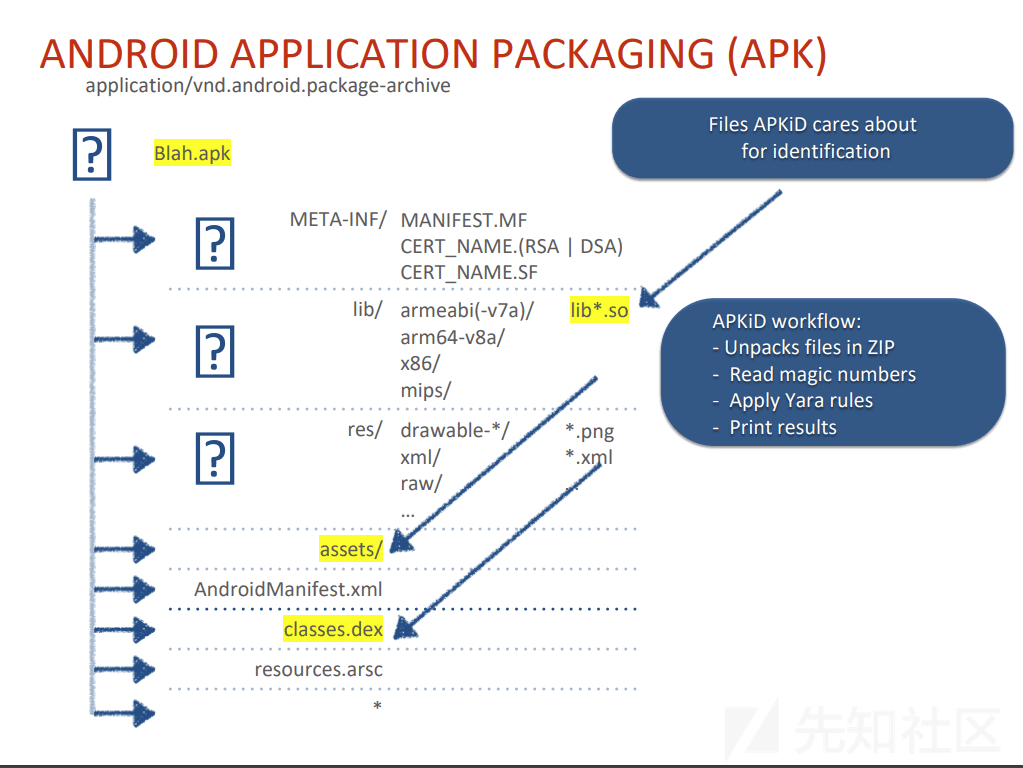 ANDROID APPLICATION PACKAGING (APK)
application/vnd.android.package-archive
Files APKiD cares about
for identification
Blah.apk
META-INF/ MANIFEST.MF
CERT_NAME.(RSA | DSA)
CERT_NAME.SF
lib/ armeabi(-v7a)/ lib*.so
arm64-v8a/
x86/
mips/
APKiD workflow:
- Unpacks files in ZIP
- Read magic numbers
- Apply Yara rules
- Print results
res/ drawable-*/ *.png
xml/ *.xml
raw/ ...
...
assets/
AndroidManifest.xml
classes.dex
resources.arsc
*
先知社区